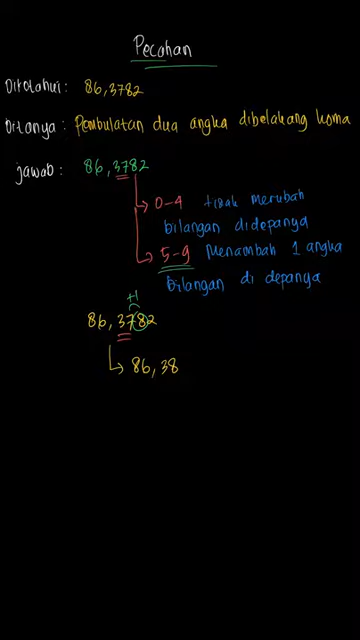 Pecahan
Diketahui: 86,3782
Ditanya: Pembulatan dua angka dibelakang koma
Jawab: 86,3782
0-4 tidak merubah
bilangan didepanya
5-9 Menambah 1 angka
bilangan di depanya
+1
86,3782
86,38